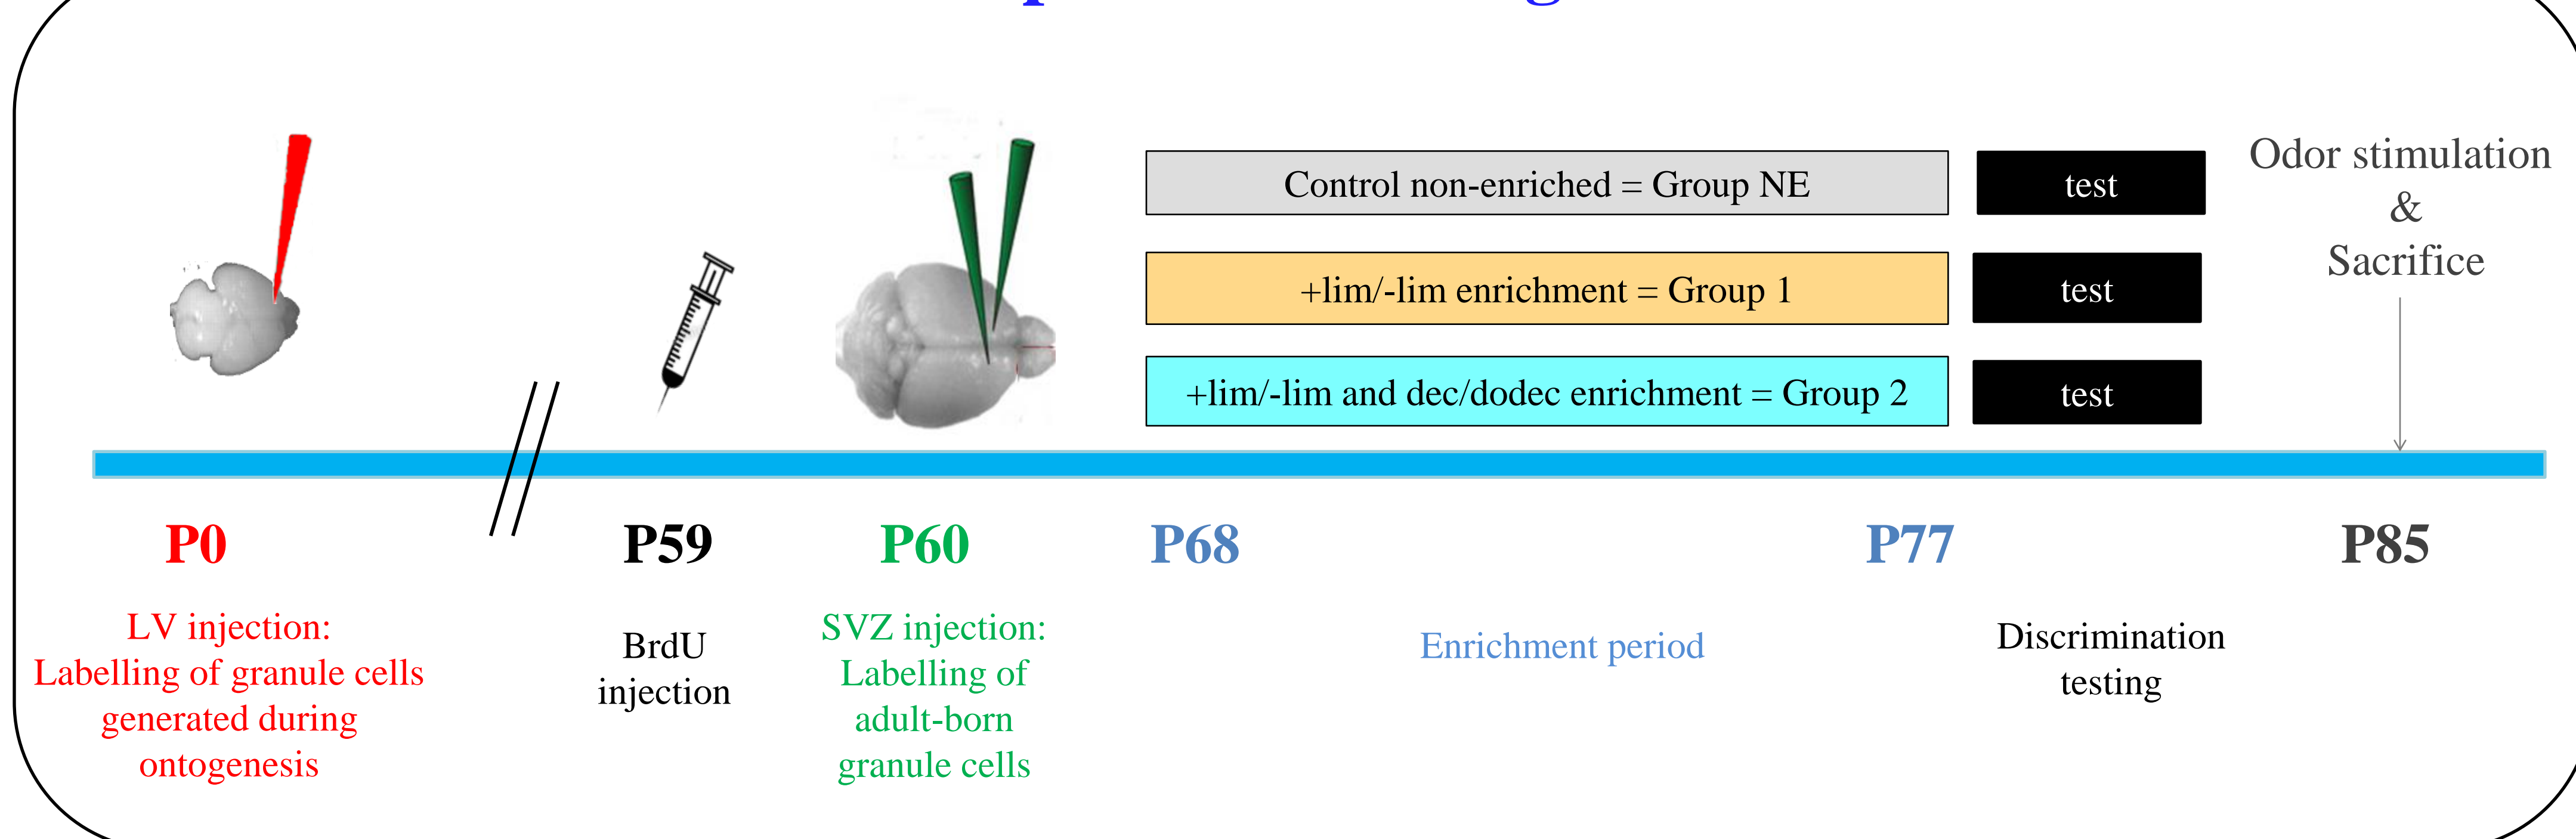 Control non-enriched = Group NE
test
+lim/-lim enrichment = Group 1
test
+lim/-lim and dec/dodec enrichment = Group 2
test
Odor stimulation
&
Sacrifice
P0
P59
P60
P68
P77
P85
LV injection:
Labelling of granule cells
generated during
ontogenesis
BrdU
injection
SVZ injection:
Labelling of
adult-born
granule cells
Enrichment period
Discrimination
testing